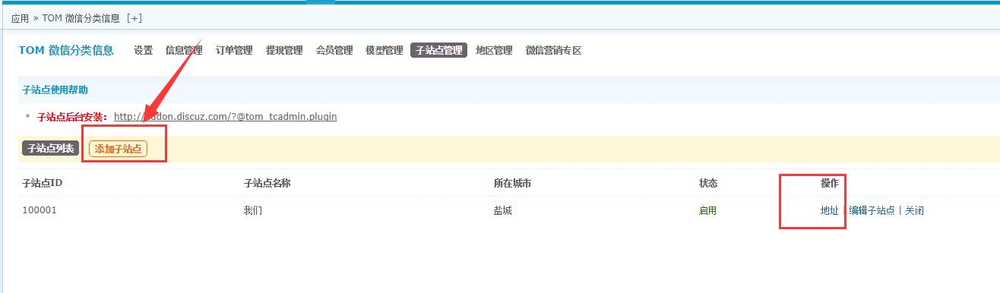 应用 » TOM 微信分类信息 [+]
TOM 微信分类信息 设置 信息管理 订单管理 提现管理 会员管理 模型管理 子站点管理 地区管理 微信营销专区
子站点使用帮助
子站点后台安装： http://addon.discuz.com/?@tom_tcadmin.plugin
子站点列表 添加子站点
子站点ID 子站点名称 所在城市 状态 操作
100001 我们 盐城 启用 地址 | 编辑子站点 | 关闭